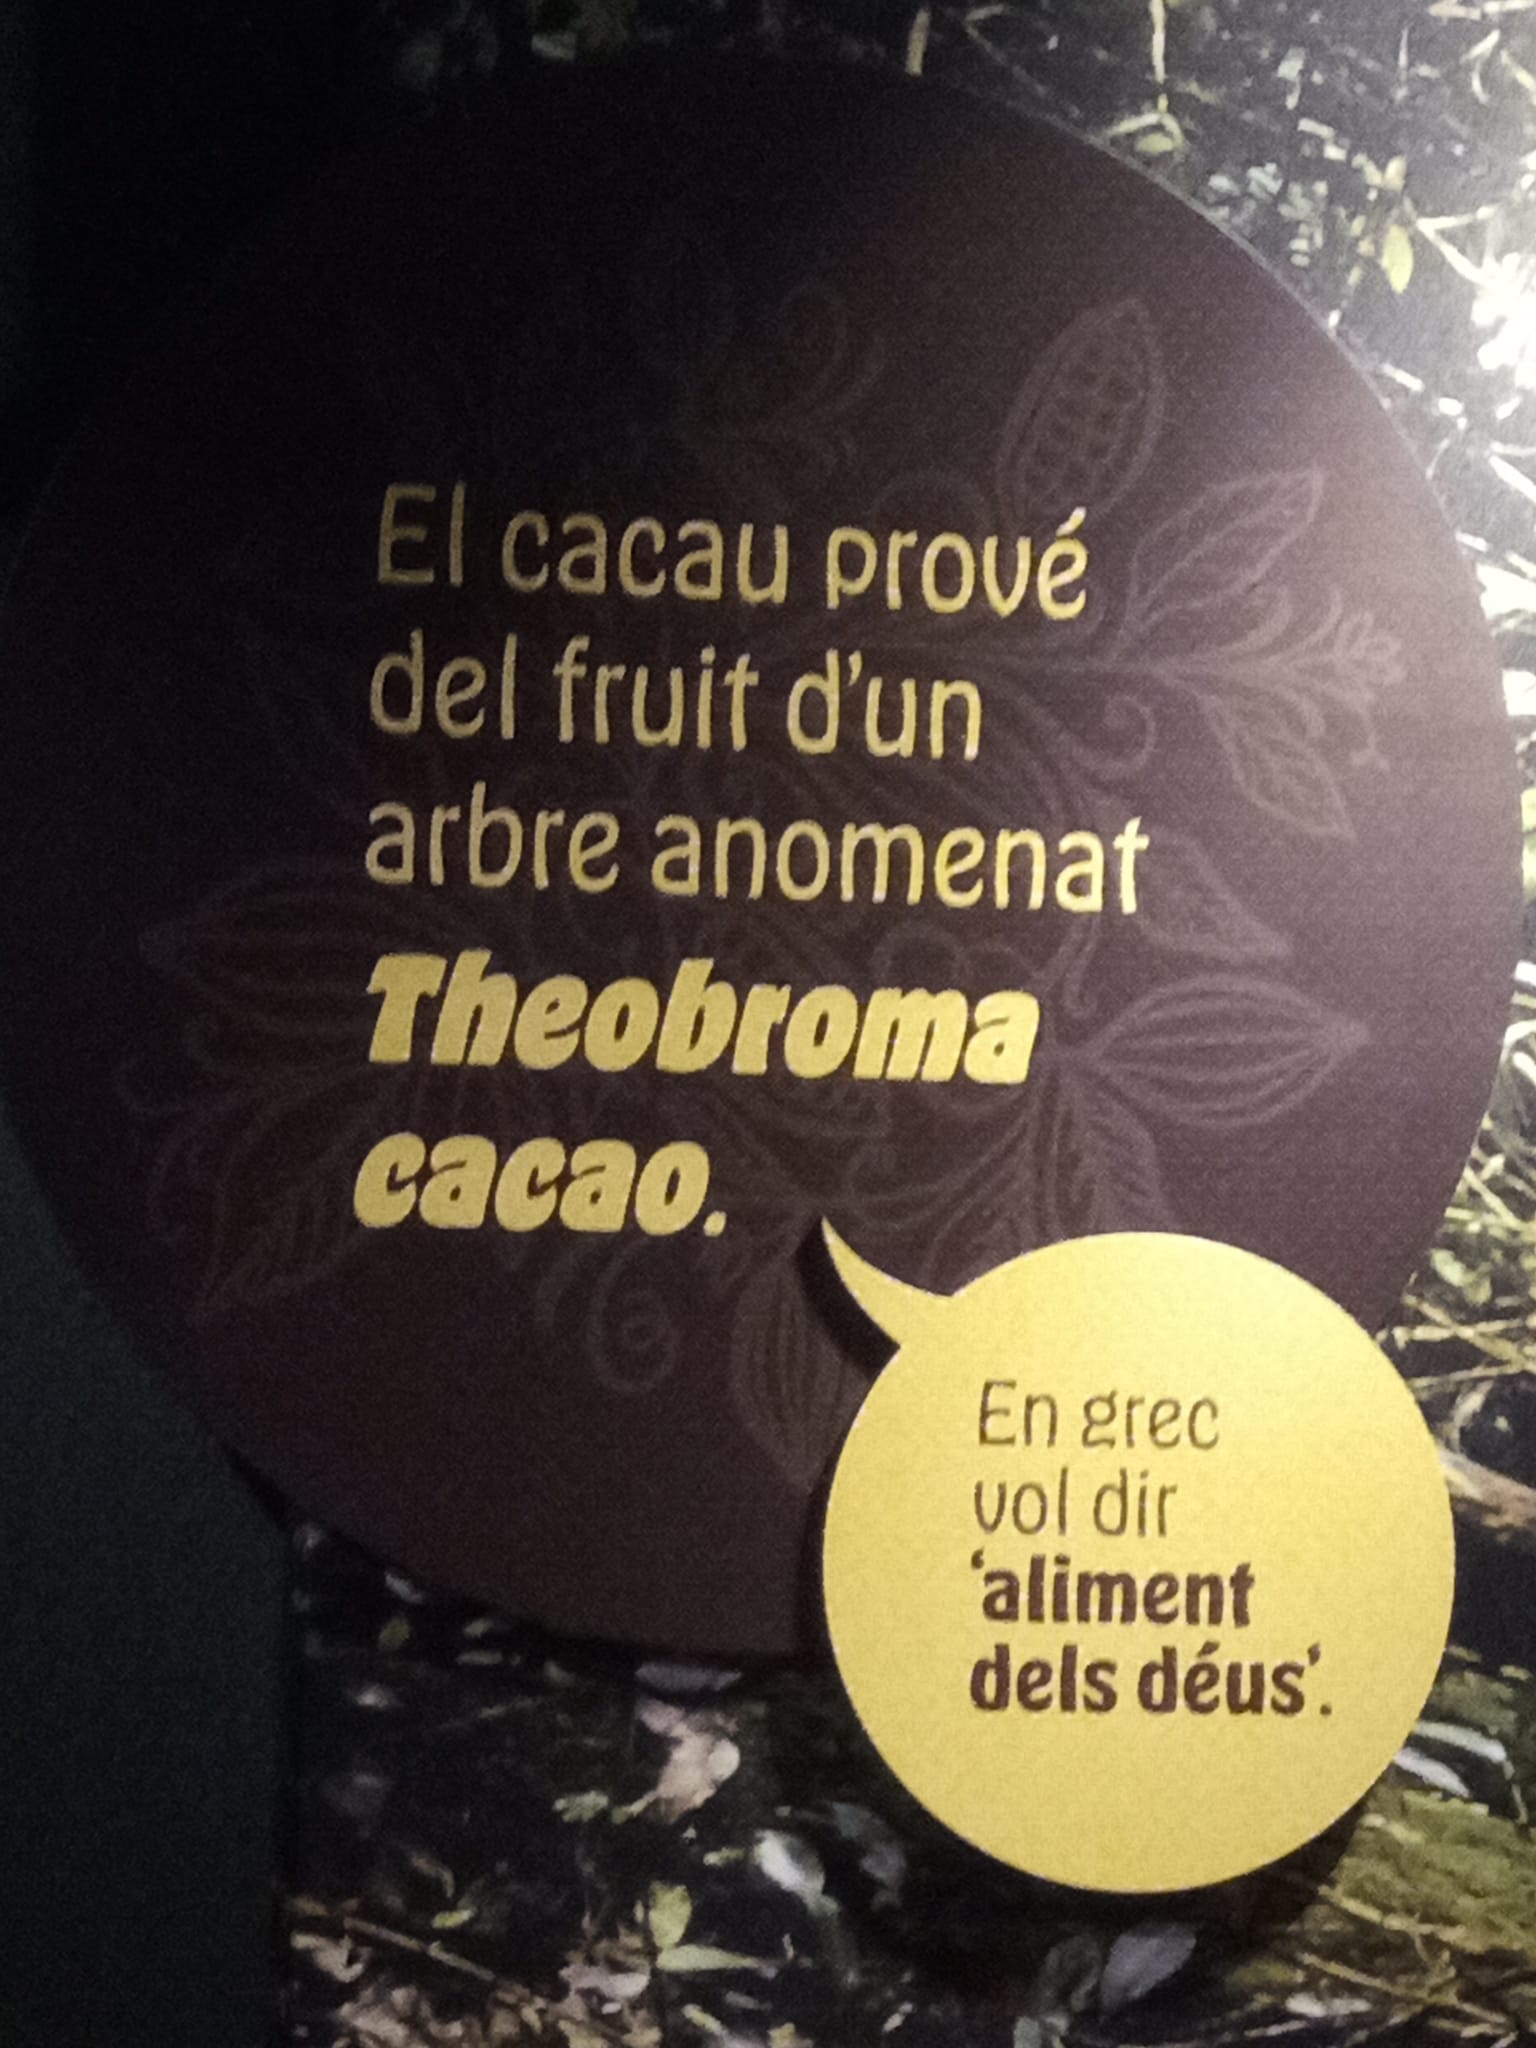 El cacau prové
del fruit d’un
arbre anomenat
Theobroma
cacao.
En grec
vol dir
‘aliment
dels déus’.